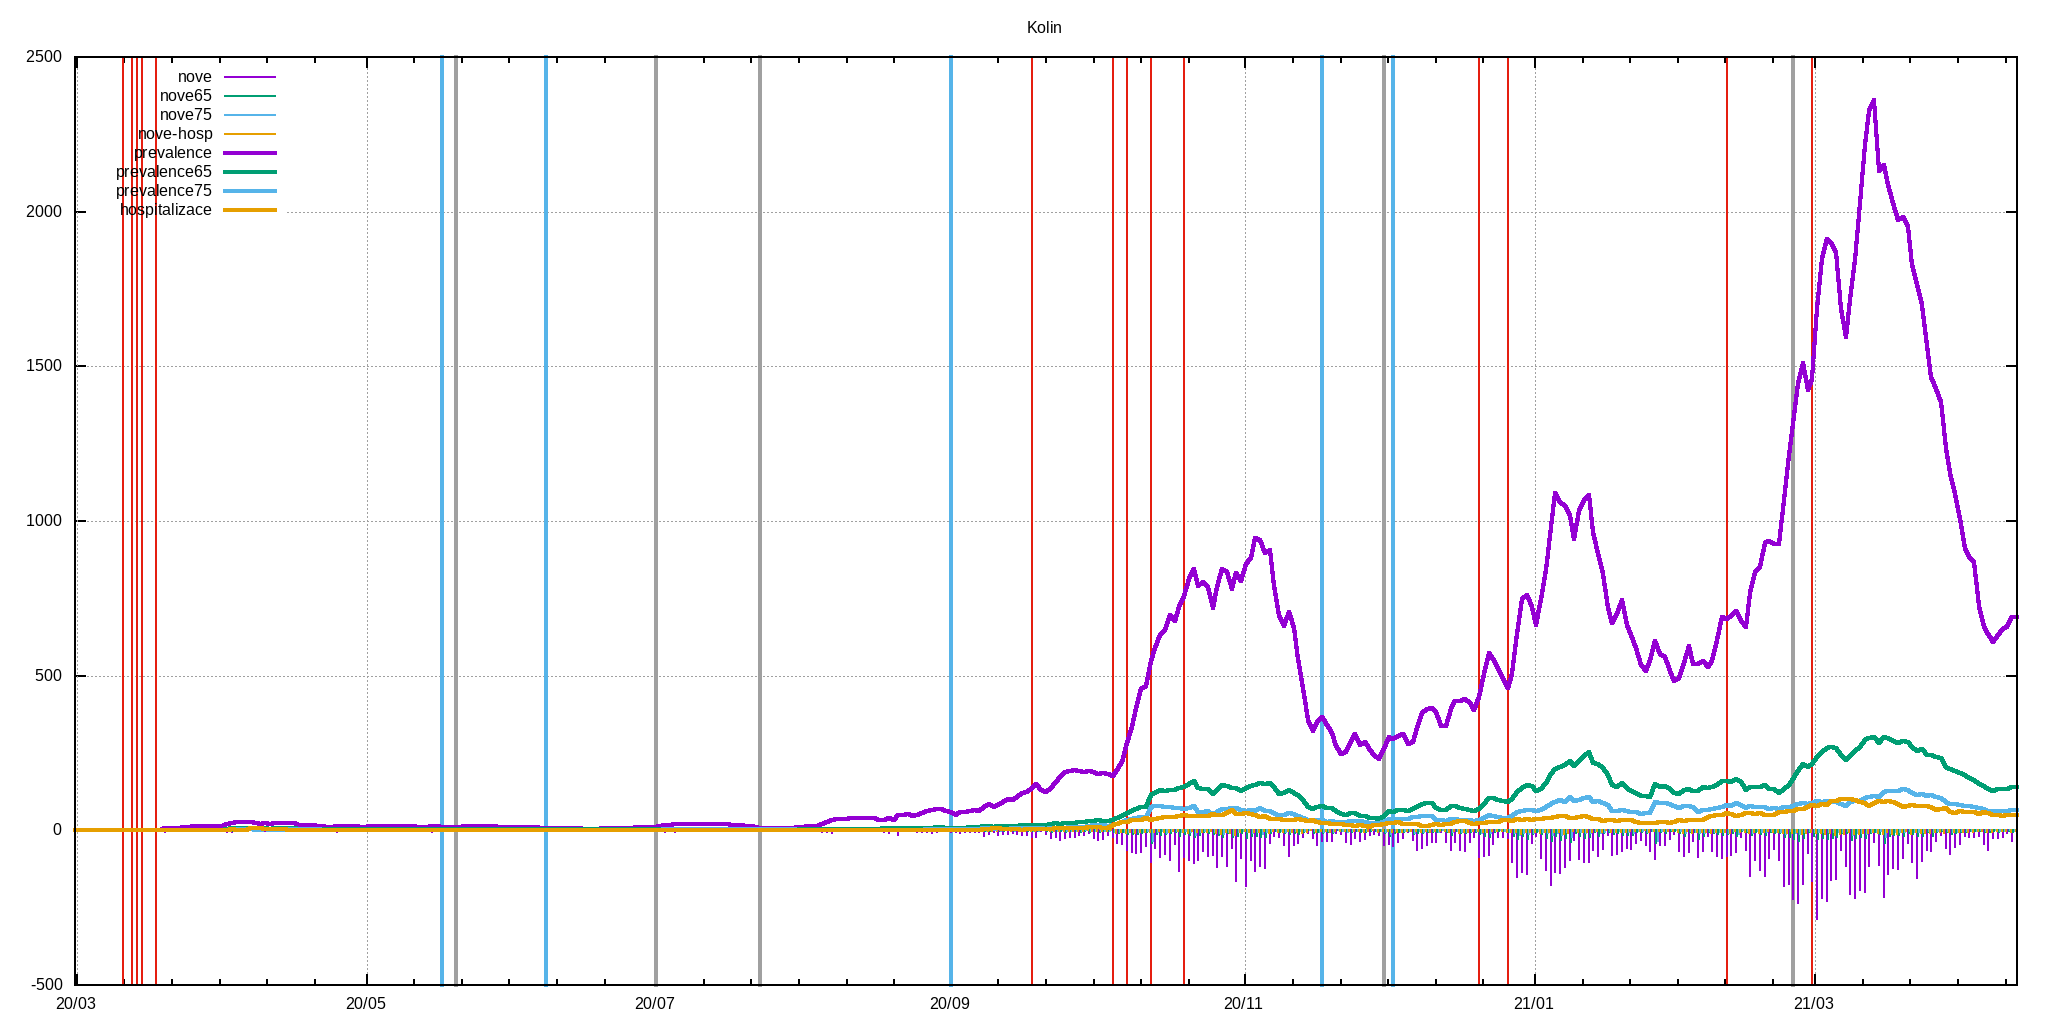 Kolin
2500
2000
1500
1000
500
0
-500
nove
nove65
nove75
nove-hosp
prevalence
prevalence65
prevalence75
hospitalizace
20/03 20/05 20/07 20/09 20/11 21/01 21/03